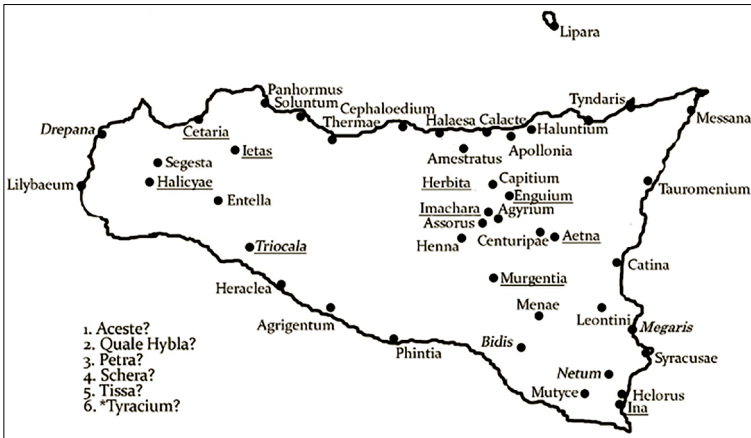 Lipara
Panhormus
Soluntum
Cephaloedium
Thermae
Halaesa
Calacte
Haluntium
Tyndaris
Messana
Drepana
Cetaria
Ietas
Amestratus
Apollonia
Segesta
Lilybaeum
Halicyae
Herbita
Capitium
Tauromenium
Entella
Enguium
Imachara
Agyrium
Assorus
Henna
Centuripae
Aetna
Triocala
Catina
Heraclea
Murgentia
Agrigentum
Menae
Leontini
Megaris
Phintia
Bidis
Syracusae
Netum
Mutyce
Helorus
Ina
1. Aceste?
2. Quale Hybla?
3. Petra?
4. Schera?
5. Tissa?
6. *Tyracium?